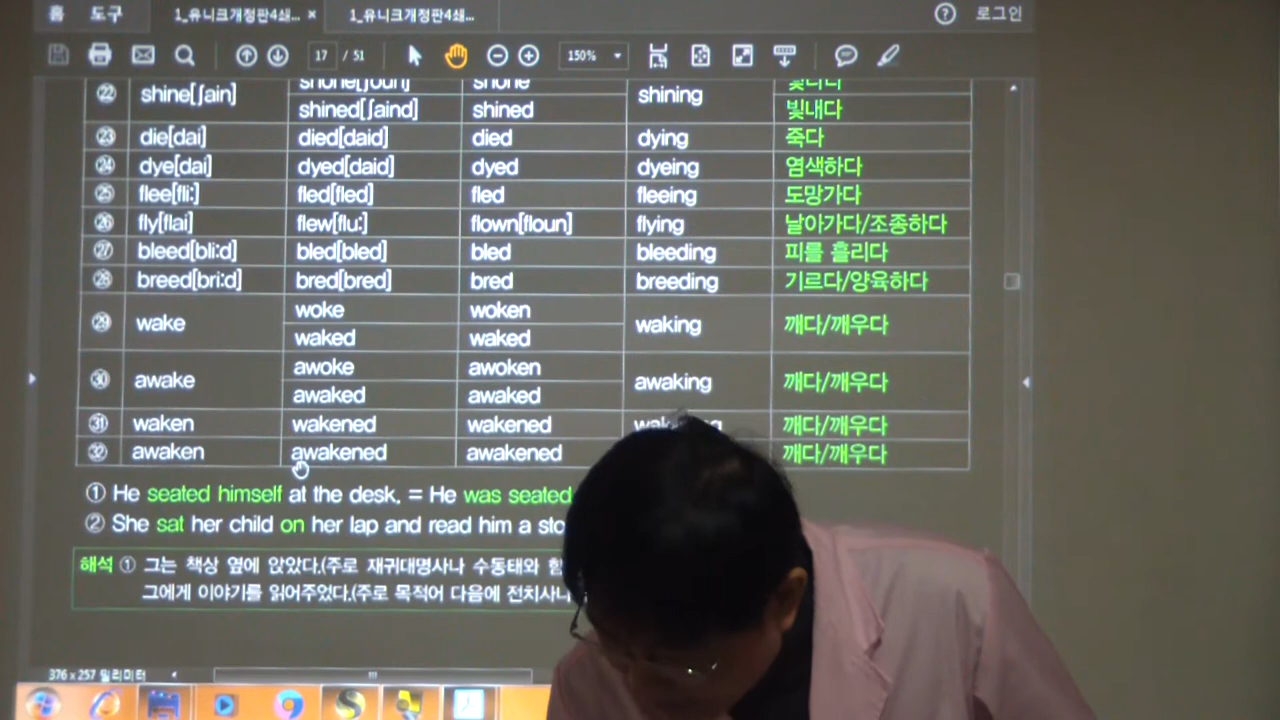 홈 도구 1_유니크개정판4쇄... × 1_유니크개정판4쇄... ? 로그인
17 / 51 150%
㉒ shine[ʃain] shining
shined[ʃaind] shined 빛내다
㉓ die[dai] died[daid] died dying 죽다
㉔ dye[dai] dyed[daid] dyed dyeing 염색하다
㉕ flee[fli:] fled[fled] fled fleeing 도망가다
㉖ fly[flai] flew[flu:] flown[floun] flying 날아가다/조종하다
㉗ bleed[bli:d] bled[bled] bled bleeding 피를 흘리다
㉘ breed[bri:d] bred[bred] bred breeding 기르다/양육하다
㉙ wake woke woken waking 깨다/깨우다
waked waked
㉚ awake awoke awoken awaking 깨다/깨우다
awaked awaked
㉛ waken wakened wakened 깨다/깨우다
㉜ awaken awakened awakened 깨다/깨우다
① He seated himself at the desk. = He was seated
② She sat her child on her lap and read him a
해석 ① 그는 책상 옆에 앉았다.(주로 재귀대명사나 수동태와
그에게 이야기를 읽어주었다.(주로 목적어 다음에
376 x 257 밀리미터